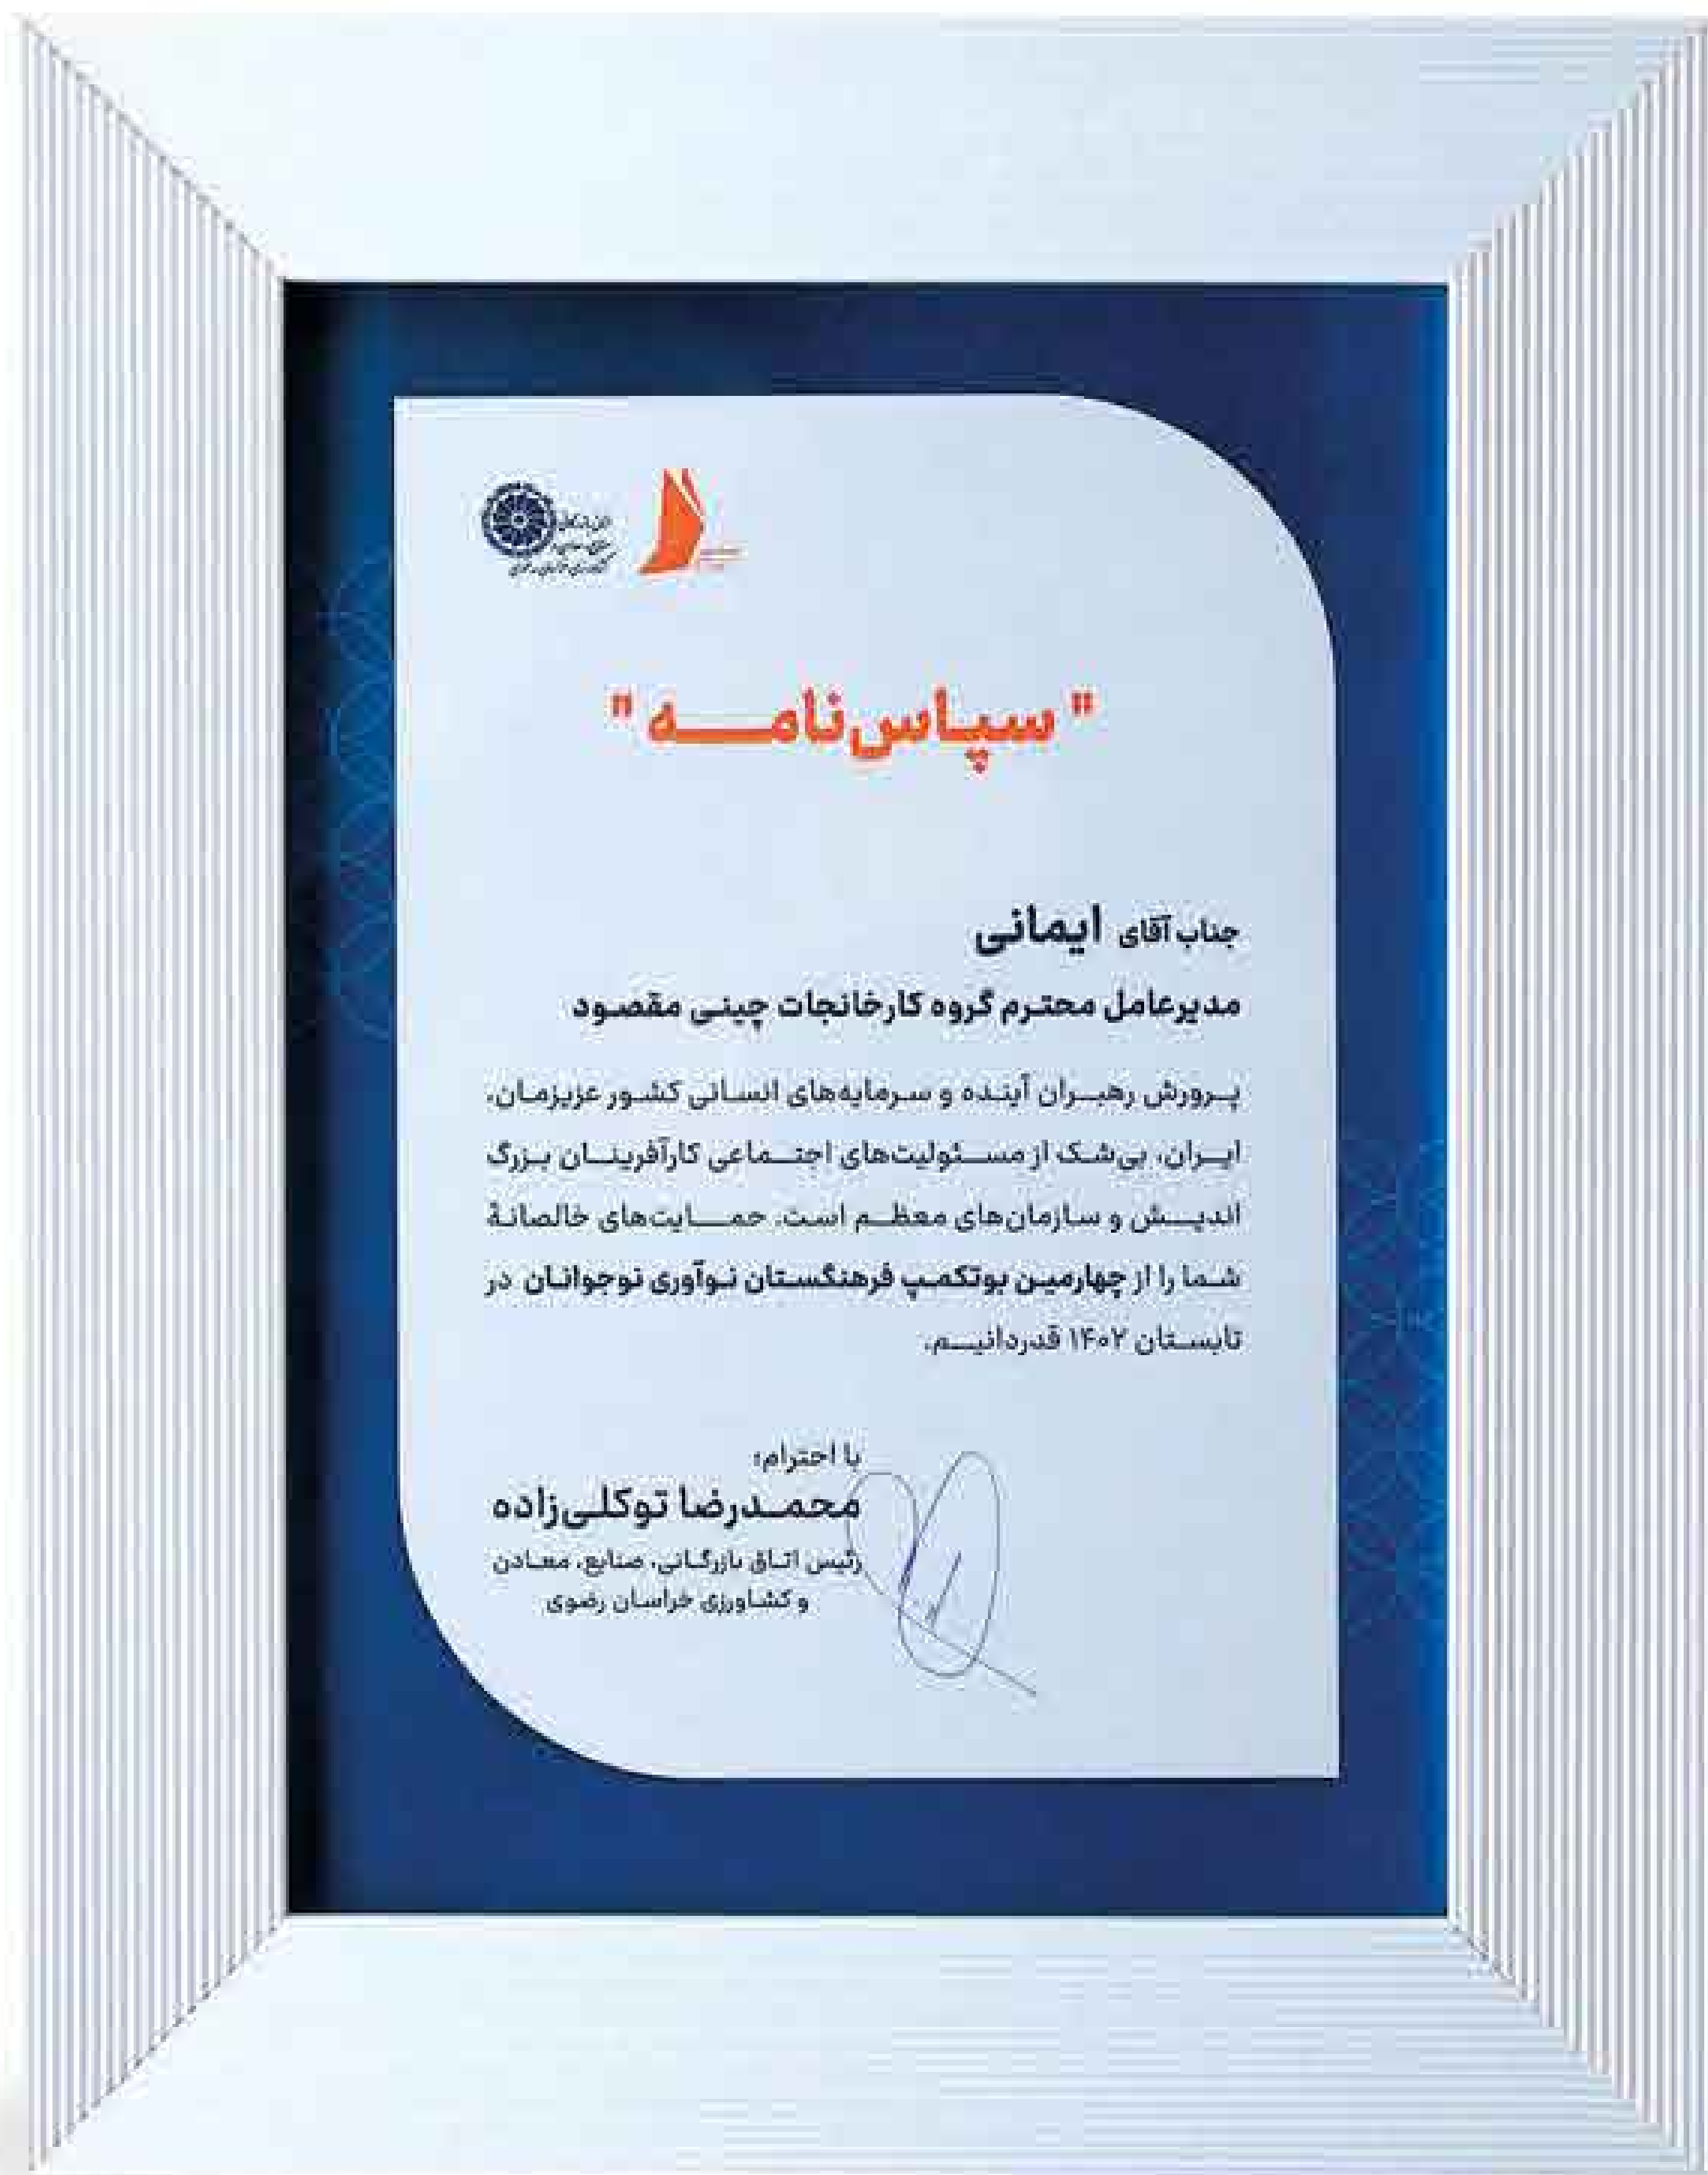 " سپاس‌نامه "
جناب آقای ایمانی
مدیرعامل محترم گروه کارخانجات چینی مقصود
پرورش رهبران آینده و سرمایه‌های انسانی کشور عزیزمان،
ایران، بی‌شک از مسئولیت‌های اجتماعی کارآفرینان بزرگ
اندیش و سازمان‌های معظم است. حمایت‌های خالصانهٔ
شما را از چهارمین بوتکمپ فرهنگستان نوآوری نوجوانان در
تابستان ۱۴۰۲ قدردانیم.
با احترام؛
محمدرضا توکلی‌زاده
رئیس اتاق بازرگانی، صنایع، معادن
و کشاورزی خراسان رضوی